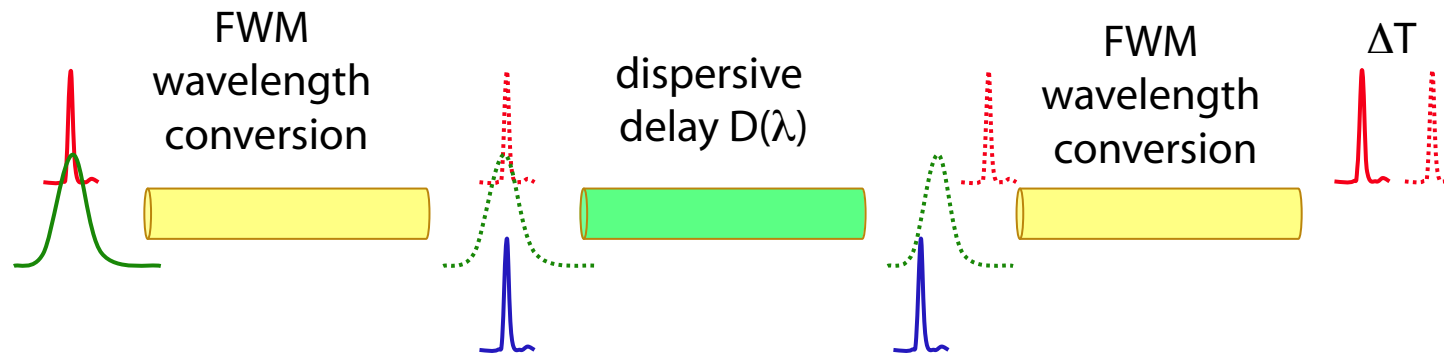 FWM
wavelength
conversion
dispersive
delay D(λ)
FWM
wavelength
conversion
ΔT